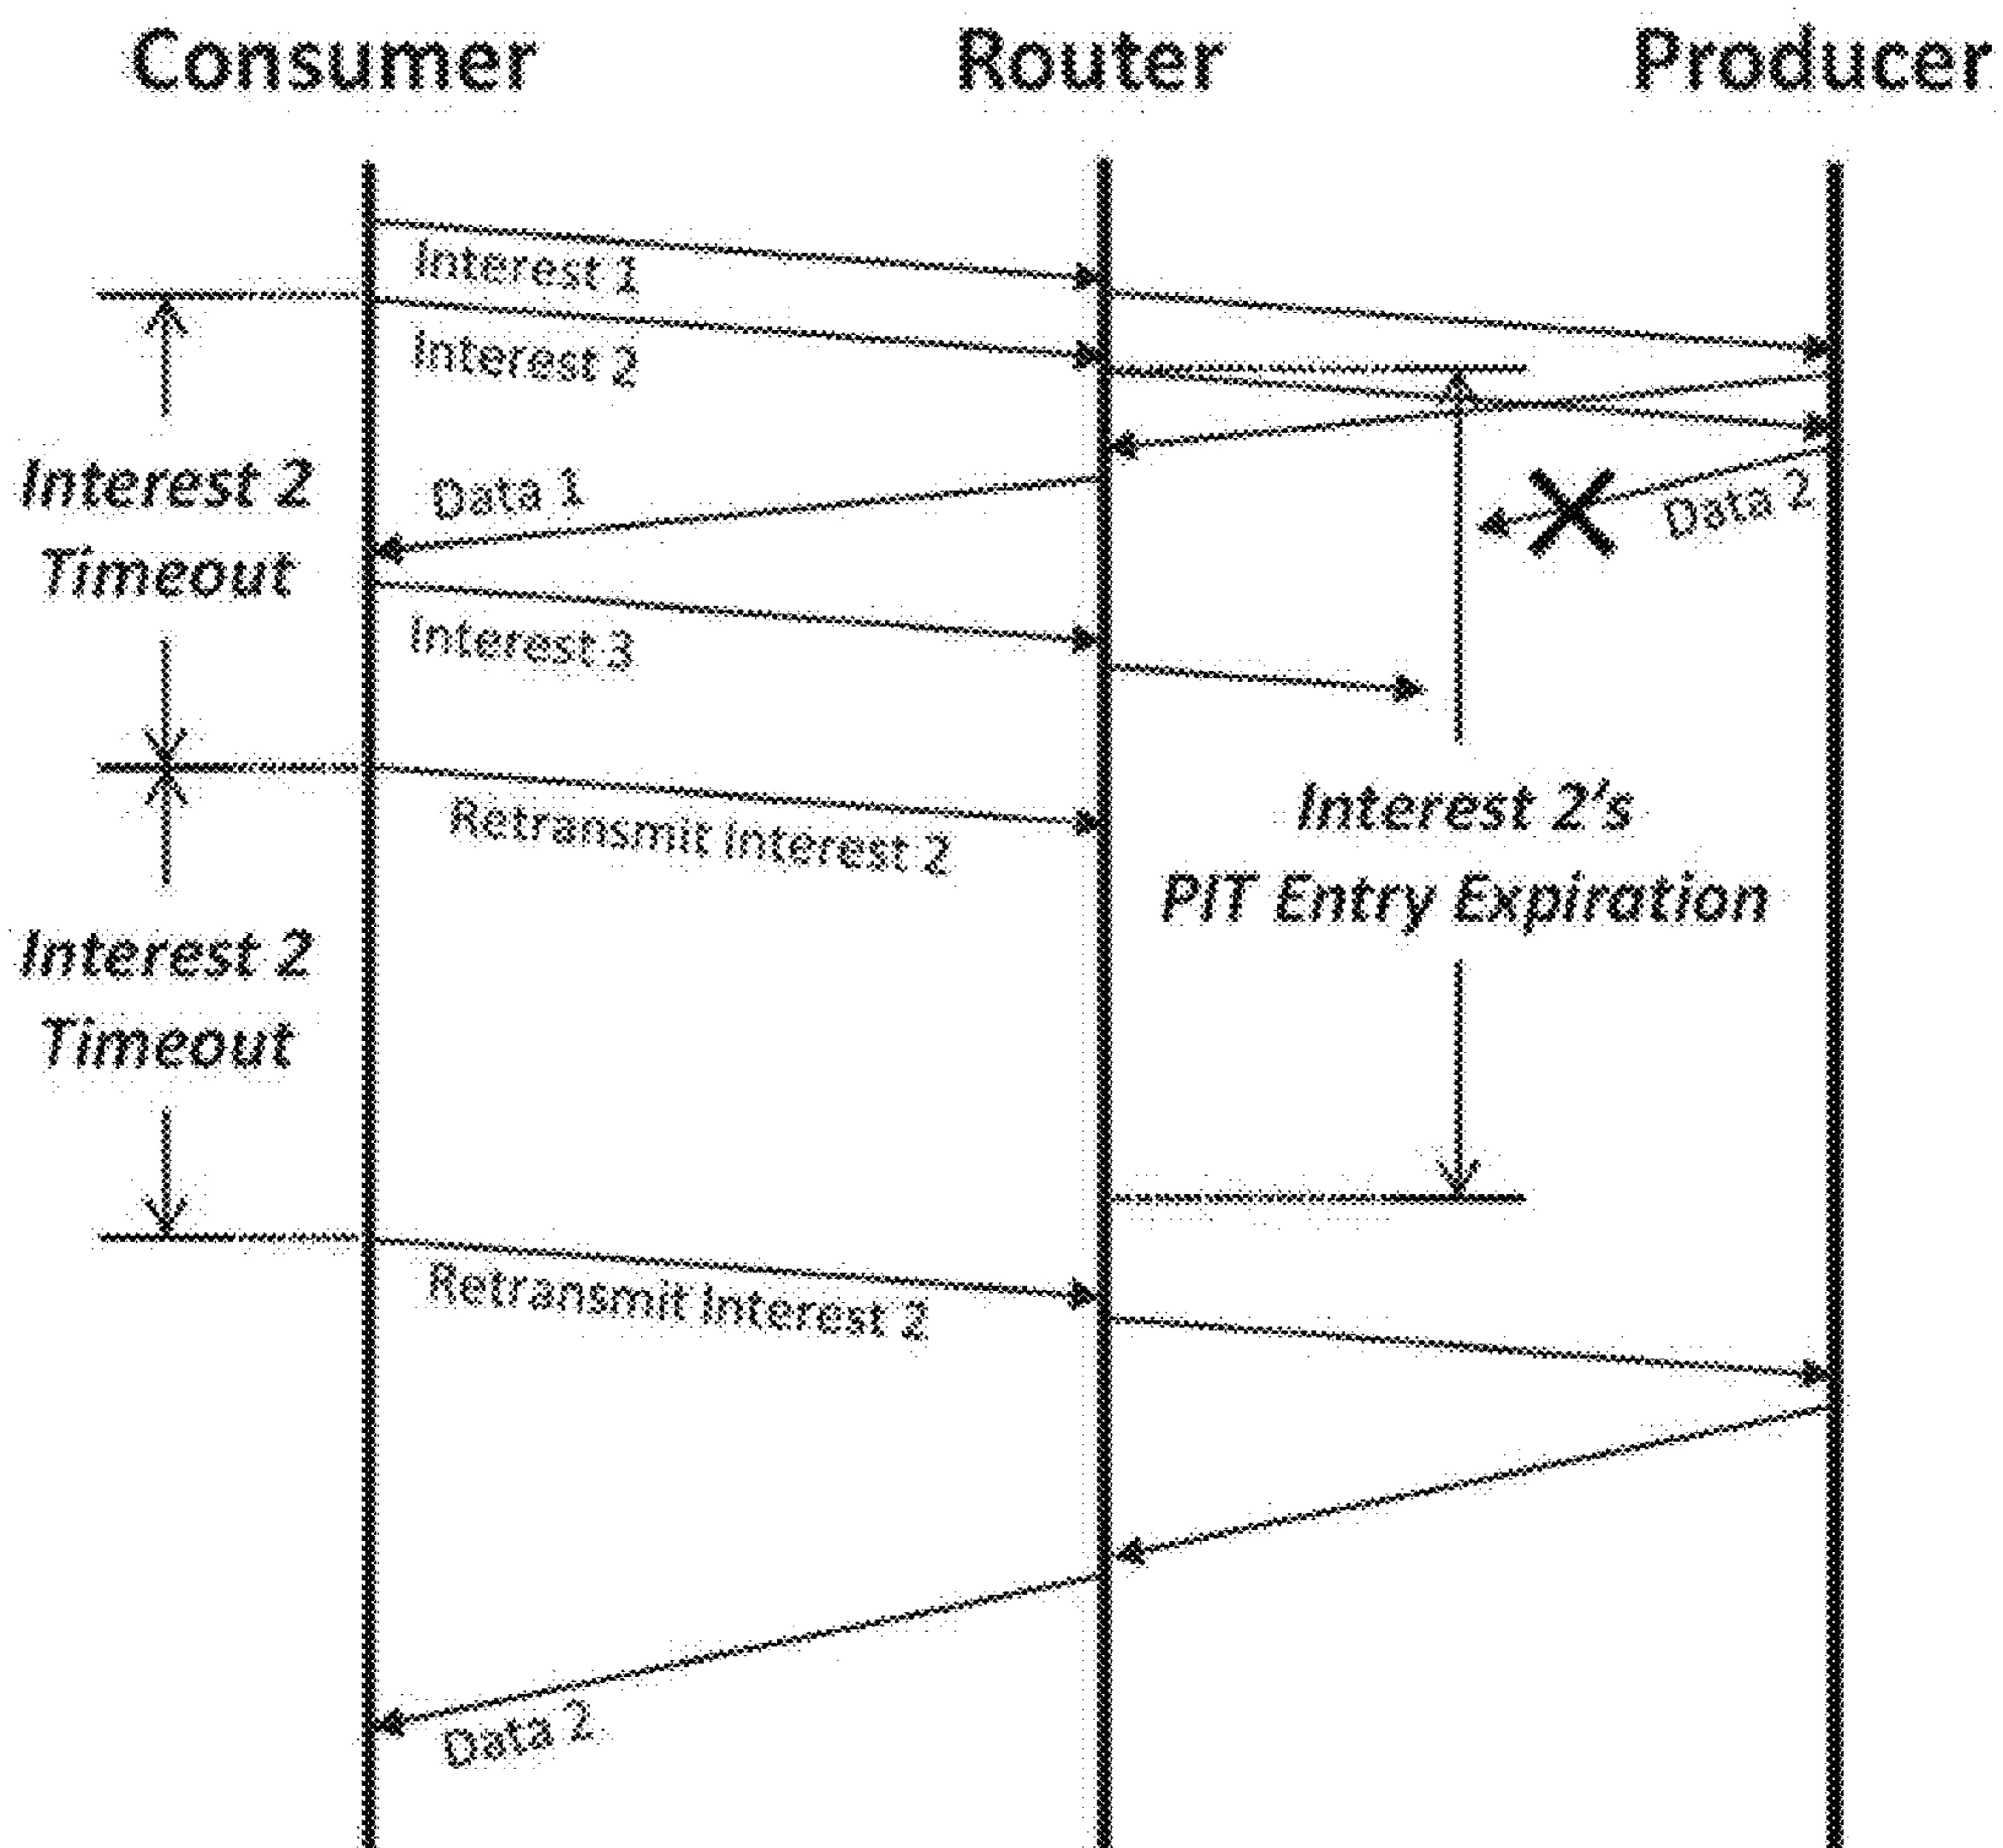 Consumer
Router
Producer
Interest 1
Interest 2
Data 1
Data 2
Interest 2
Timeout
Interest 3
Retransmit Interest 2
Interest 2's
PIT Entry Expiration
Interest 2
Timeout
Retransmit Interest 2
Data 2